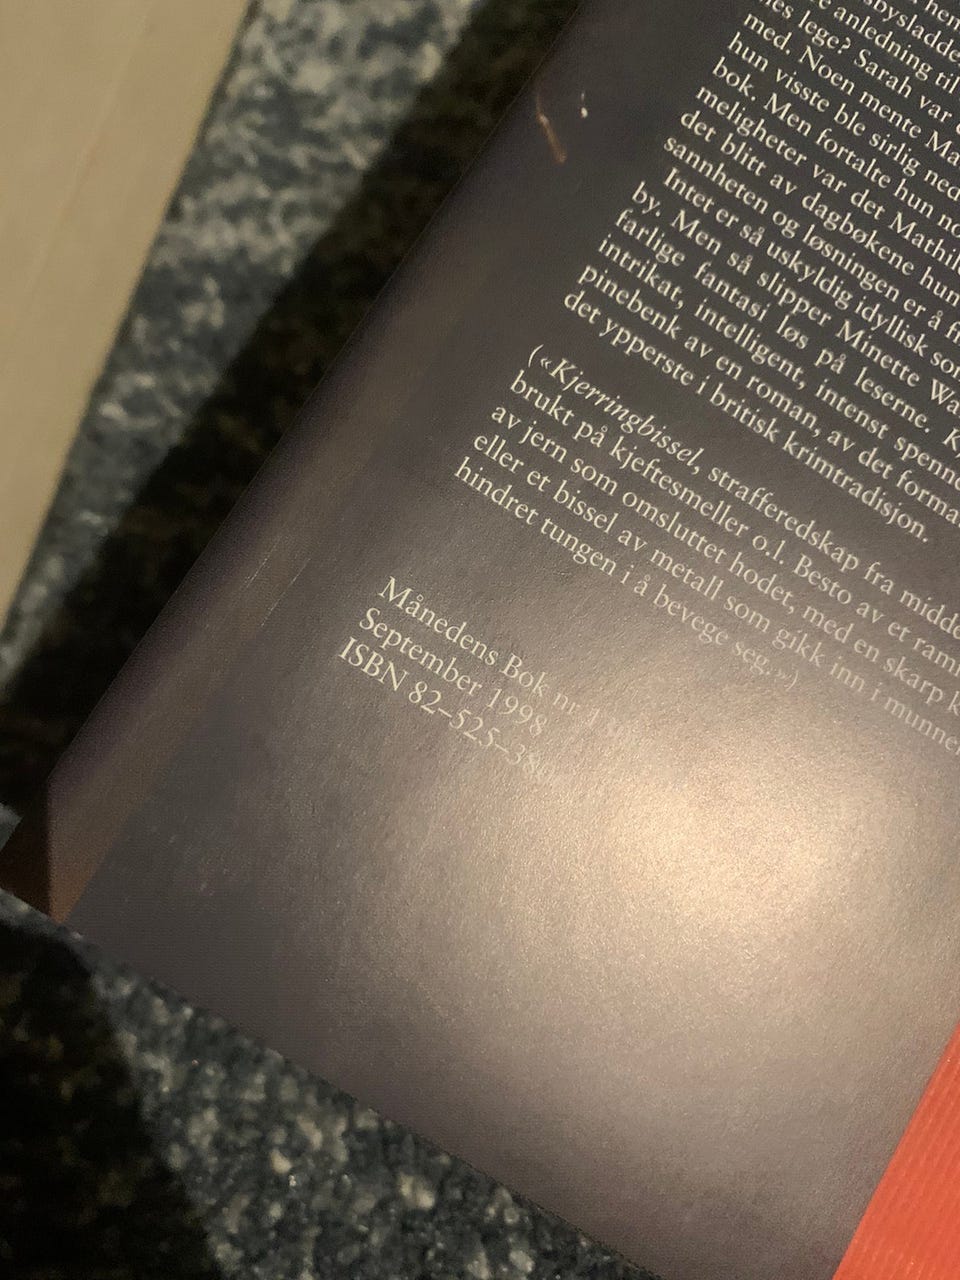 anledning til
lege? Sarah var
med. Noen mente
hun visste ble sirlig ned
bok. Men fortalte hun
meligheter var det Mathil
det blitt av dagbøkene hun
sannheten og løsningen er å
Intet er så uskyldig idyllisk so
by. Men så slipper Minette Wa
farlige fantasi løs på leserne.
intrikat, intelligent, intenst spenne
pinebenk av en roman, av det forma
det ypperste i britisk krimtradisjon.
(«Kjerringbissel, strafferedskap fra midde
brukt på kjeftesmeller o.l. Besto av et ram
av jern som omsluttet hodet, med en skarp k
eller et bissel av metall som gikk inn i munne
hindret tungen i å bevege seg.»)
Månedens Bok nr
September 1998
ISBN 82-525-38